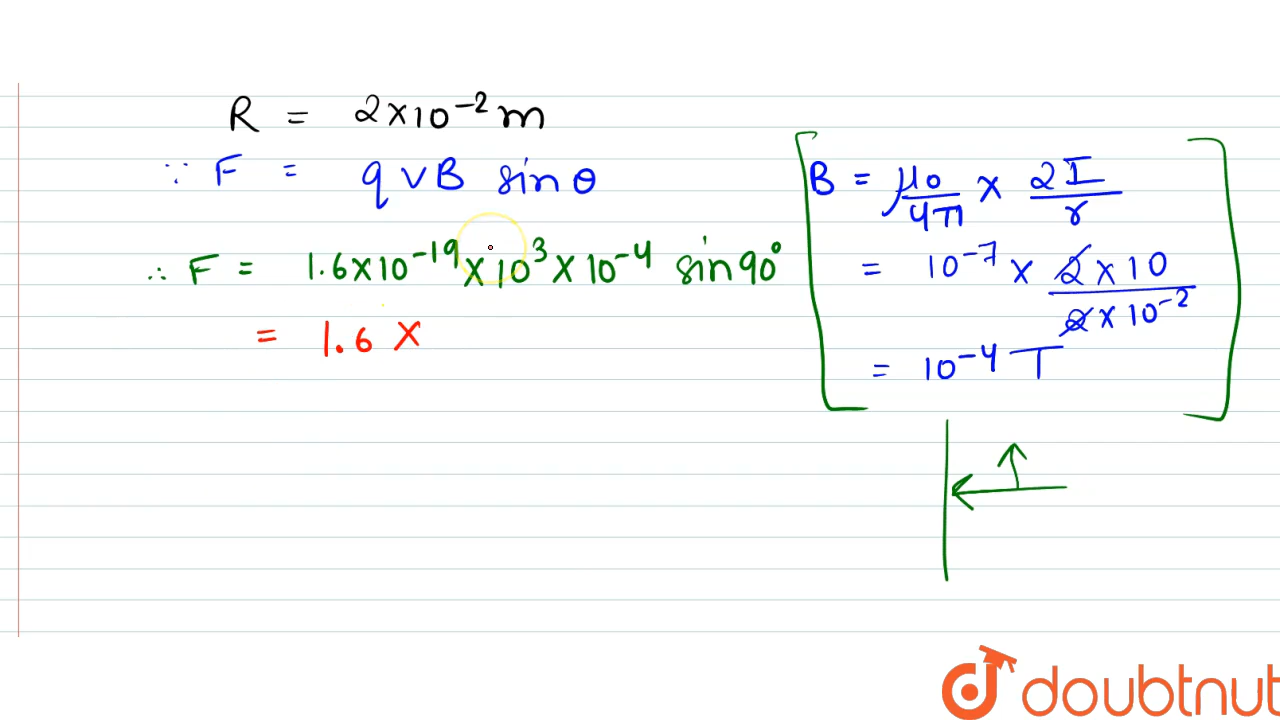 R = 2×10⁻² m
∵ F = qvB sinθ
∴ F = 1.6×10⁻¹⁹ × 10³ × 10⁻⁴ sin90°
= 1.6 ×
B = μ₀/4π × 2I/r
= 10⁻⁷ × 2×10/2×10⁻²
= 10⁻⁴ T
doubtnut